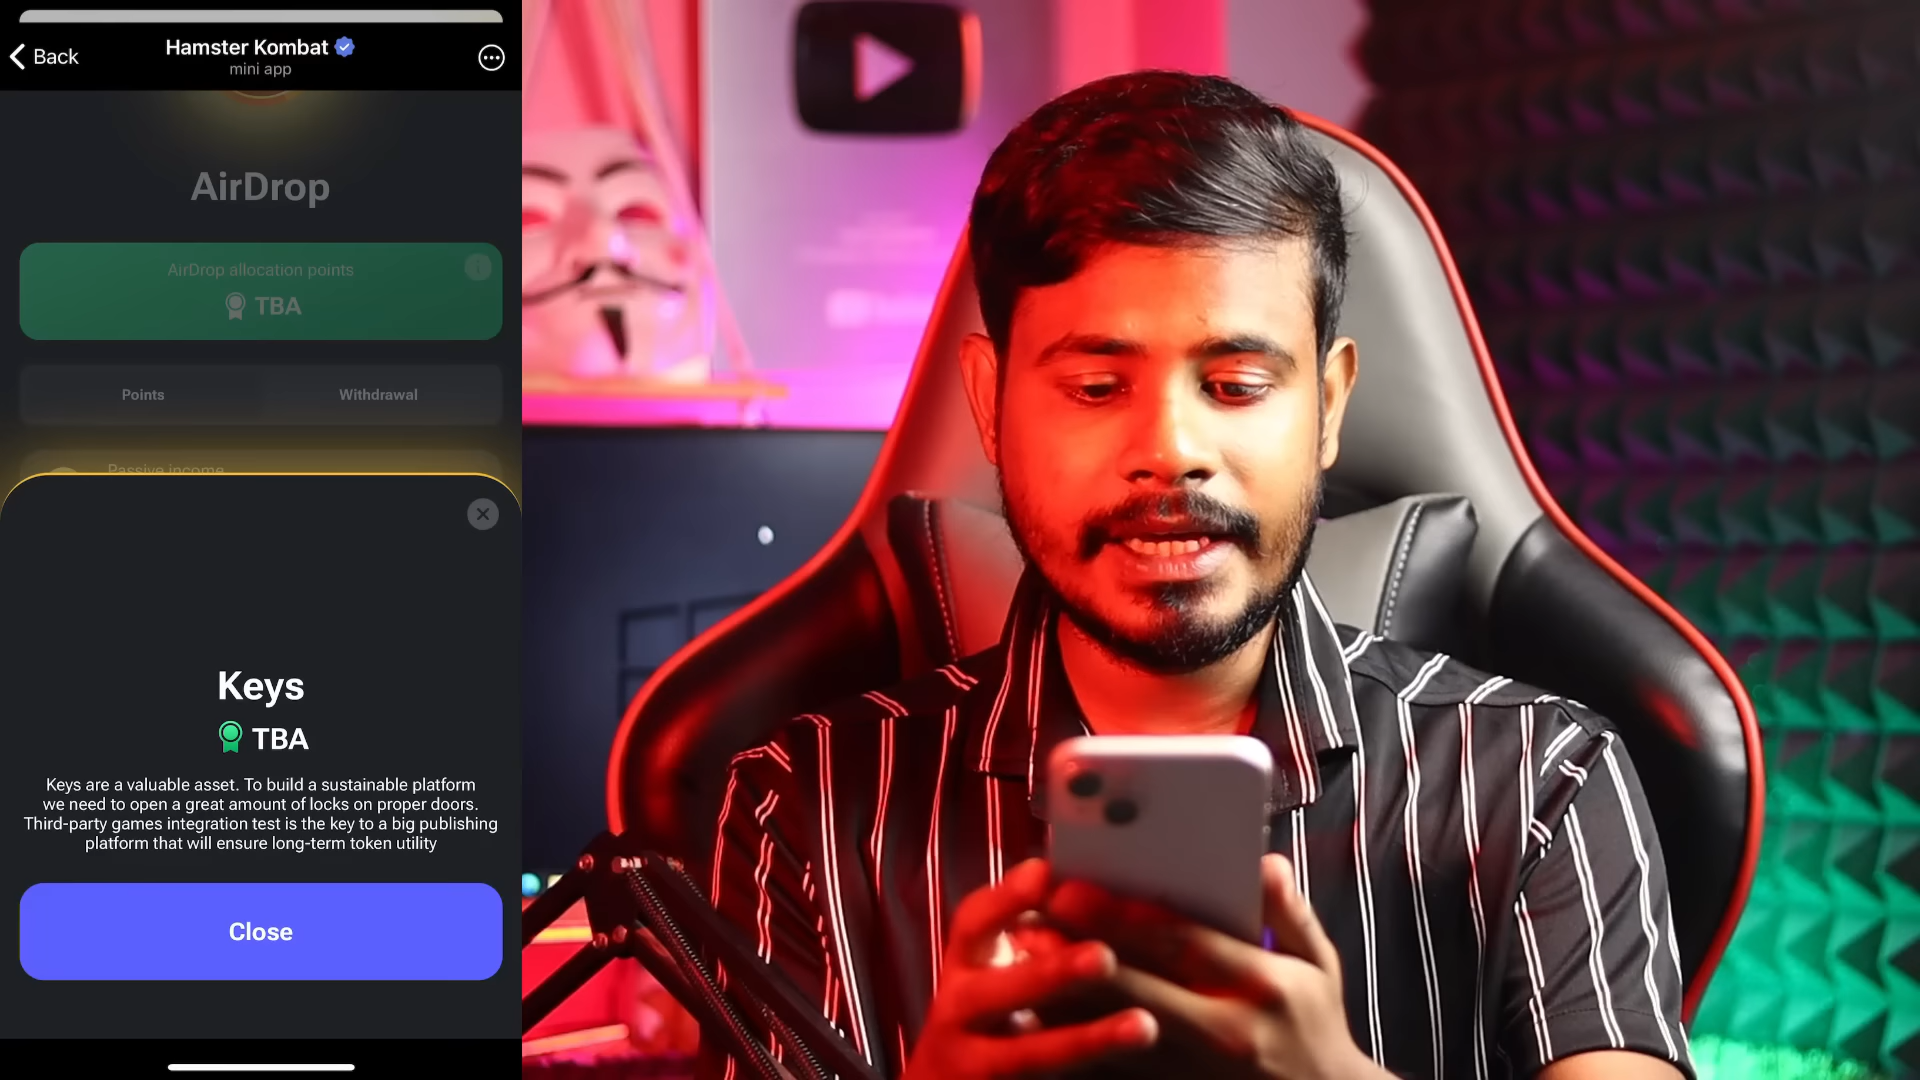 Back
Hamster Kombat
mini app
AirDrop
AirDrop allocation points
TBA
Points
Withdrawal
Passive income
Keys
TBA
Keys are a valuable asset. To build a sustainable platform
we need to open a great amount of locks on proper doors.
Third-party games integration test is the key to a big publishing
platform that will ensure long-term token utility
Close